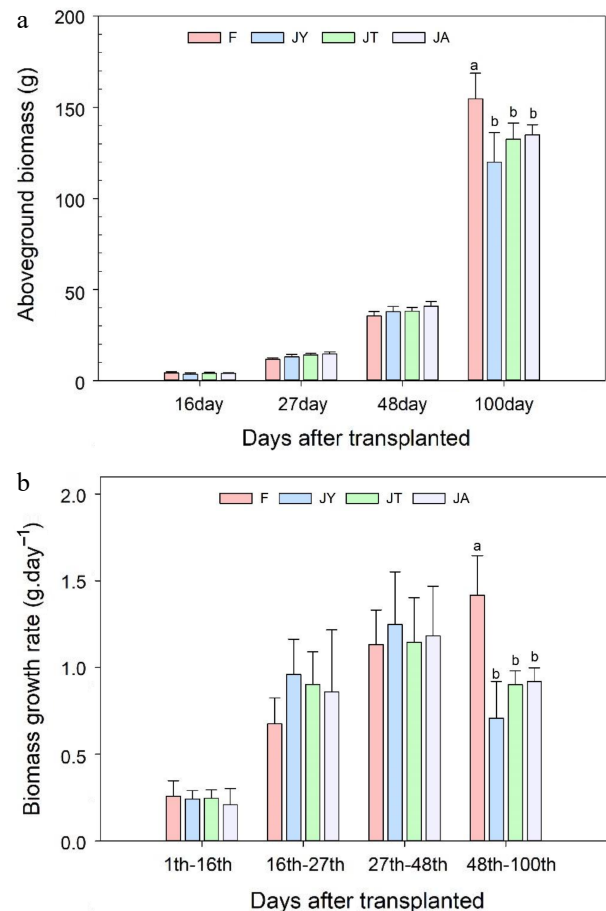 a
F JY JT JA
Aboveground biomass (g)
200
150
100
50
0
a
b b b
16day 27day 48day 100day
Days after transplanted
b
F JY JT JA
Biomass growth rate (g.day⁻¹)
2.0
1.5
1.0
0.5
0.0
a
b b b
1th-16th 16th-27th 27th-48th 48th-100th
Days after transplanted